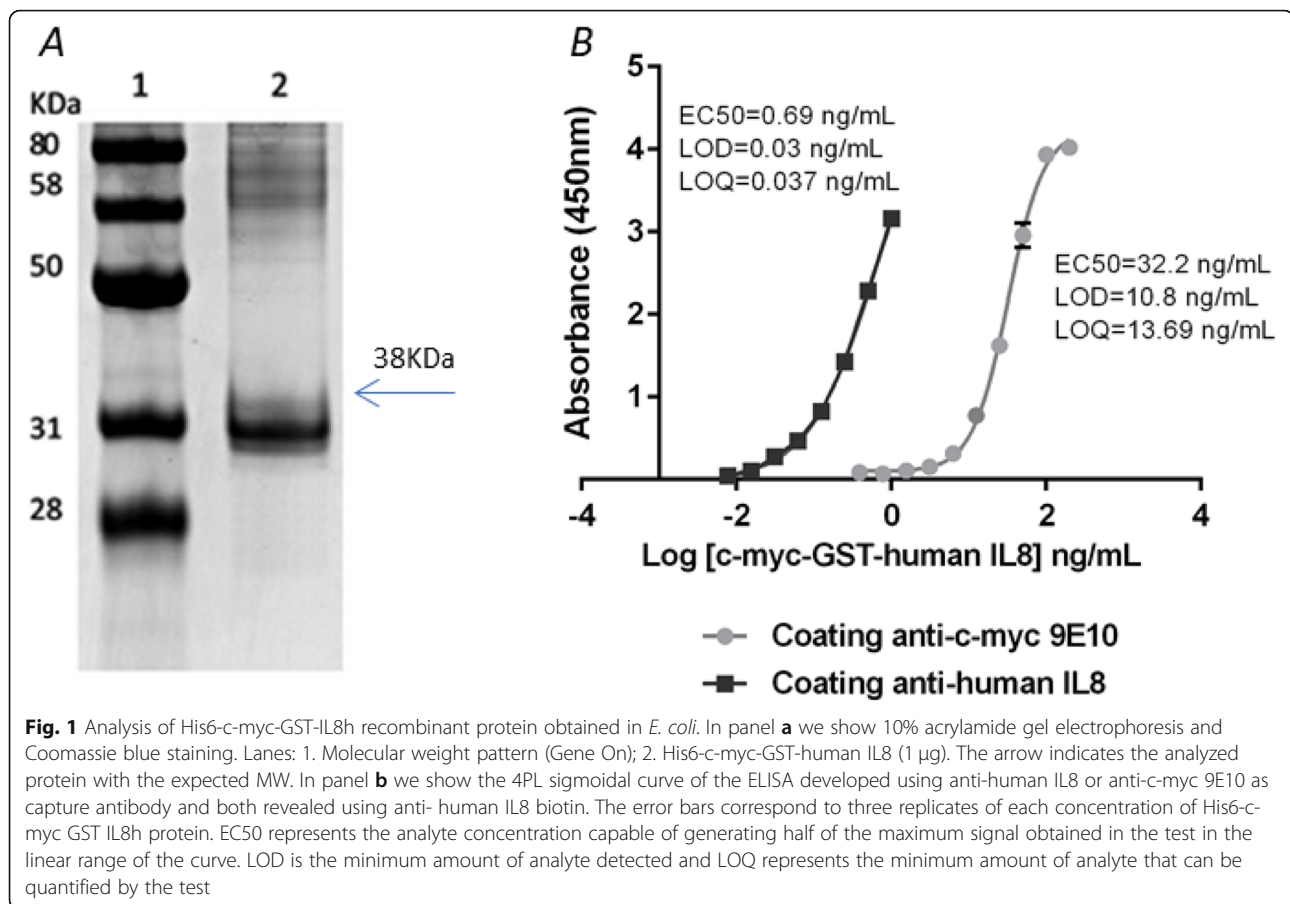 A
B
1
2
KDa
80
58
50
31
28
38KDa
5
4
3
2
1
Absorbance (450nm)
EC50=0.69 ng/mL
LOD=0.03 ng/mL
LOQ=0.037 ng/mL
EC50=32.2 ng/mL
LOD=10.8 ng/mL
LOQ=13.69 ng/mL
-4
-2
0
2
4
Log [c-myc-GST-human IL8] ng/mL
Coating anti-c-myc 9E10
Coating anti-human IL8
Fig. 1 Analysis of His6-c-myc-GST-IL8h recombinant protein obtained in E. coli. In panel a we show 10% acrylamide gel electrophoresis and
Coomassie blue staining. Lanes: 1. Molecular weight pattern (Gene On); 2. His6-c-myc-GST-human IL8 (1 μg). The arrow indicates the analyzed
protein with the expected MW. In panel b we show the 4PL sigmoidal curve of the ELISA developed using anti-human IL8 or anti-c-myc 9E10 as
capture antibody and both revealed using anti- human IL8 biotin. The error bars correspond to three replicates of each concentration of His6-c-
myc GST IL8h protein. EC50 represents the analyte concentration capable of generating half of the maximum signal obtained in the test in the
linear range of the curve. LOD is the minimum amount of analyte detected and LOQ represents the minimum amount of analyte that can be
quantified by the test